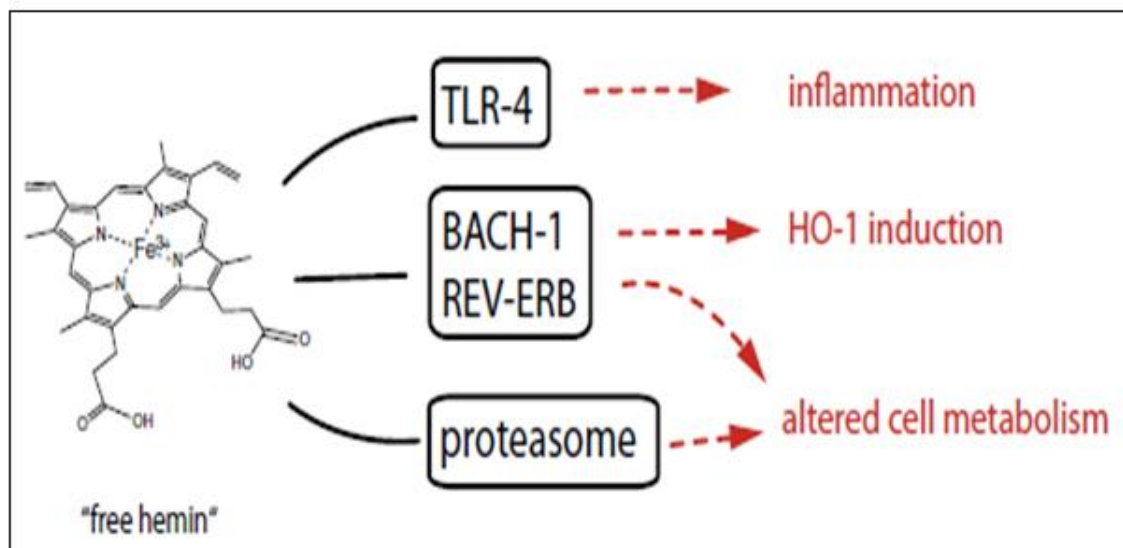 TLR-4
inflammation
BACH-1
REV-ERB
HO-1 induction
proteasome
altered cell metabolism
N
N
Fe3+
N
N
O
HO
O
OH
"free hemin"